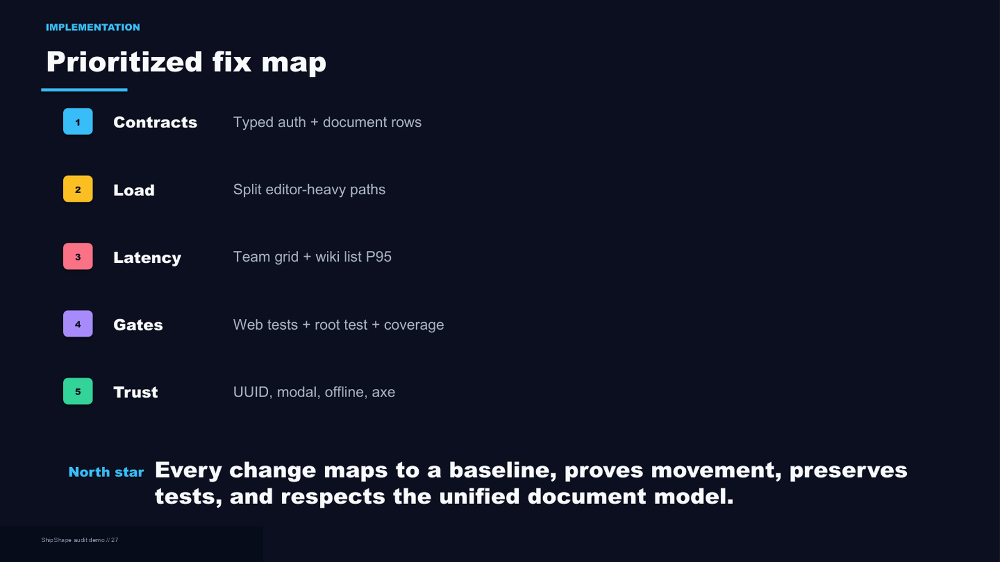 IMPLEMENTATION
Prioritized fix map
1 Contracts Typed auth + document rows
2 Load Split editor-heavy paths
3 Latency Team grid + wiki list P95
4 Gates Web tests + root test + coverage
5 Trust UUID, modal, offline, axe
North star Every change maps to a baseline, proves movement, preserves
tests, and respects the unified document model.
ShipShape audit demo // 27